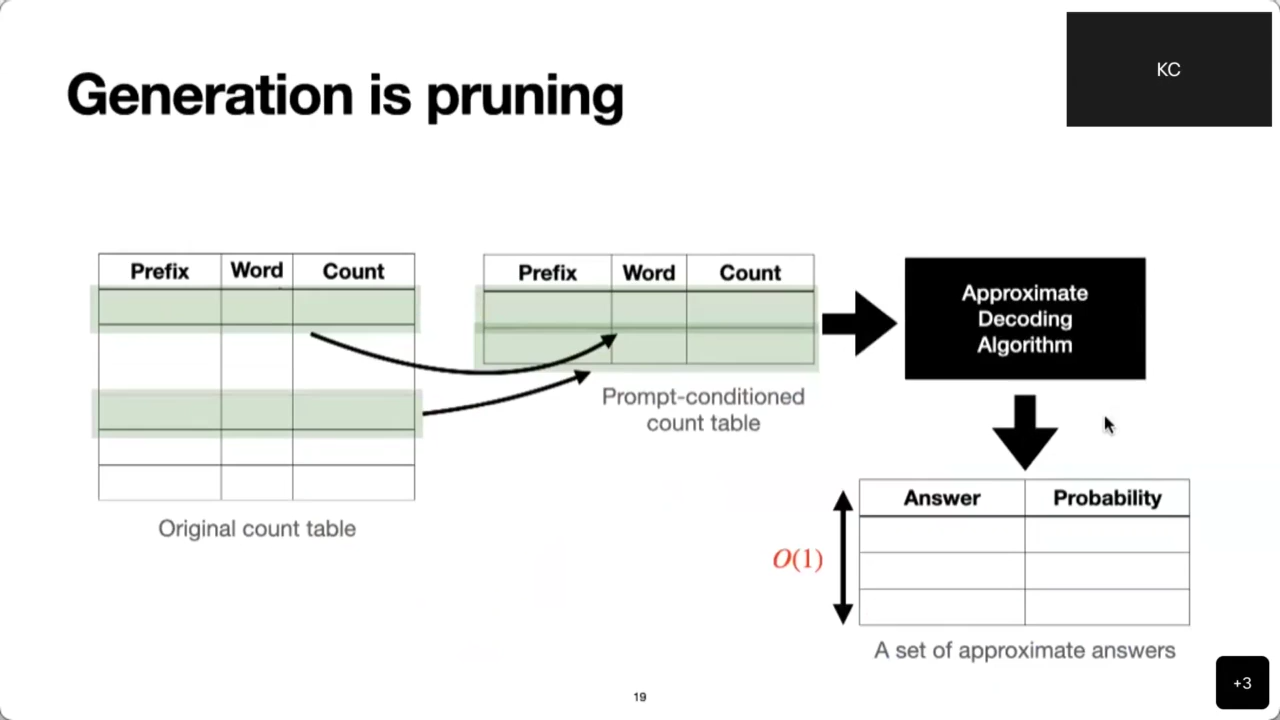 KC
Generation is pruning
Prefix Word Count
Original count table
Prefix Word Count
Prompt-conditioned
count table
Approximate
Decoding
Algorithm
O(1)
Answer Probability
A set of approximate answers
19
+3